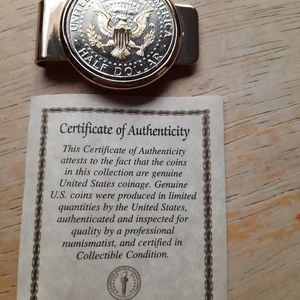 UNITED STATES
HALF DOLLAR
Certificate of Authenticity
This Certificate of Authenticity
attests to the fact that the coins
in this collection are genuine
United States coinage. Genuine
U.S. coins were produced in limited
quantities by the United States,
authenticated and inspected for
quality by a professional
numismatist, and certified in
Collectible Condition.